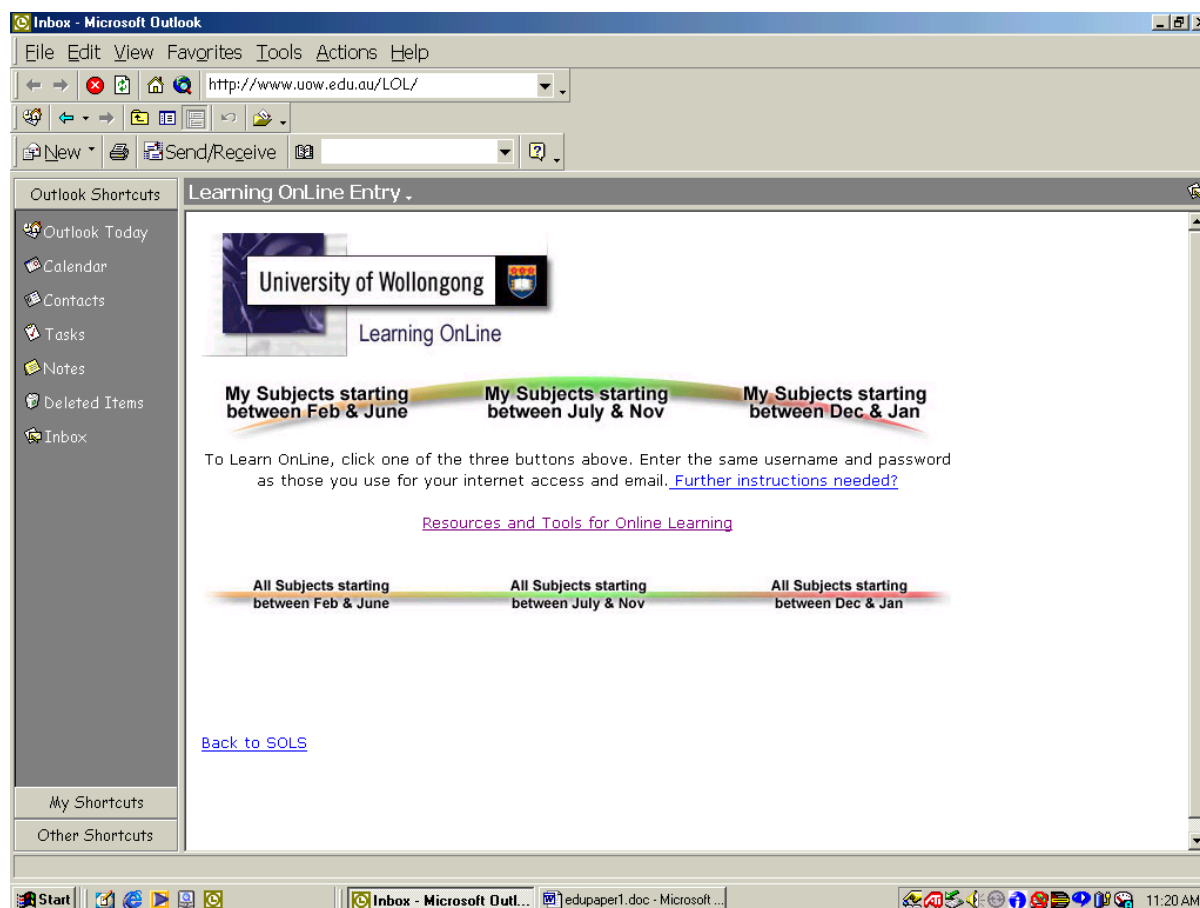 Inbox - Microsoft Outlook
File Edit View Favorites Tools Actions Help
http://www.uow.edu.au/LOL/
New Send/Receive
Outlook Shortcuts
Learning OnLine Entry
Outlook Today
Calendar
Contacts
Tasks
Notes
Deleted Items
Inbox
My Shortcuts
Other Shortcuts
University of Wollongong
Learning OnLine
My Subjects starting between Feb & June
My Subjects starting between July & Nov
My Subjects starting between Dec & Jan
To Learn OnLine, click one of the three buttons above. Enter the same username and password
as those you use for your internet access and email. Further instructions needed?
Resources and Tools for Online Learning
All Subjects starting between Feb & June
All Subjects starting between July & Nov
All Subjects starting between Dec & Jan
Back to SOLS
Start Inbox - Microsoft Outl... edupaper1.doc - Microsoft ... 11:20 AM